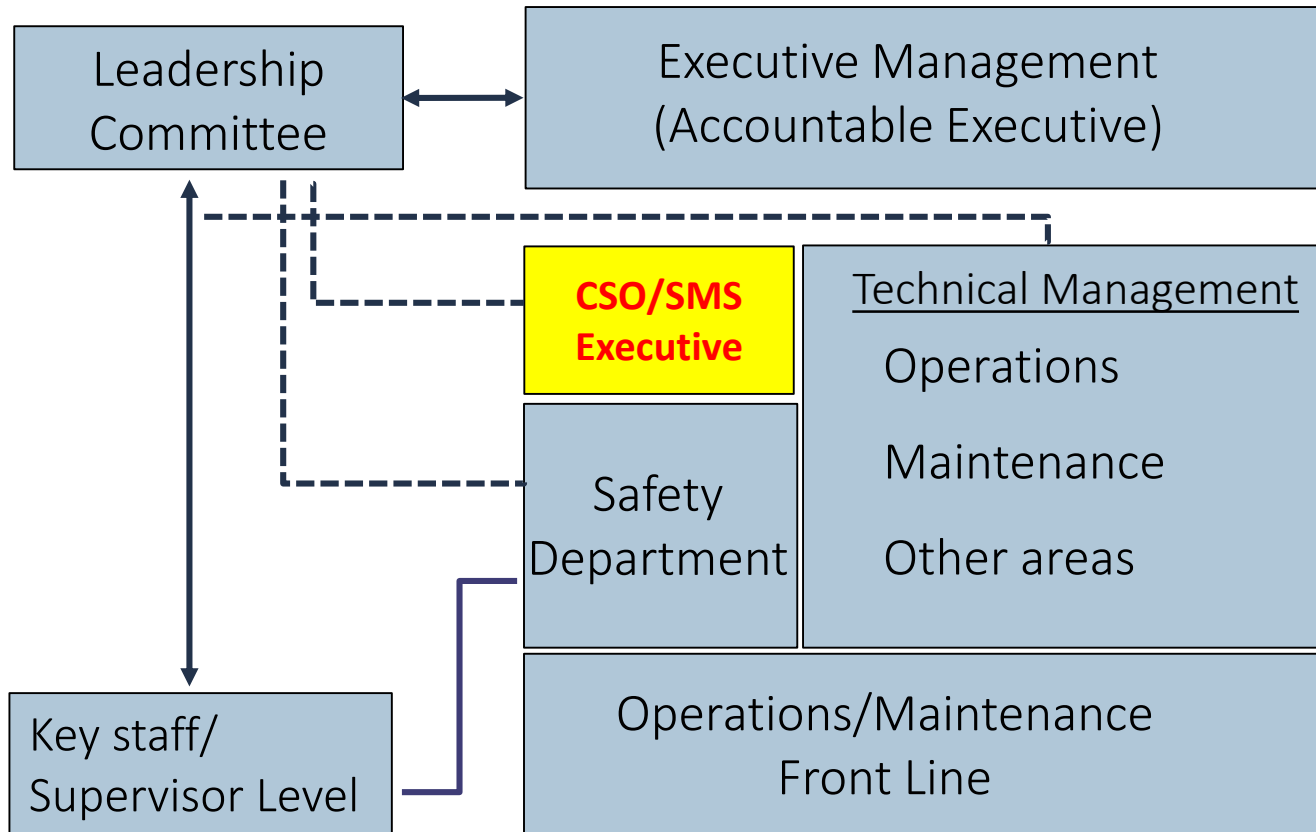 Leadership
Committee
Executive Management
(Accountable Executive)
CSO/SMS
Executive
Technical Management
Operations
Maintenance
Other areas
Safety
Department
Key staff/
Supervisor Level
Operations/Maintenance
Front Line